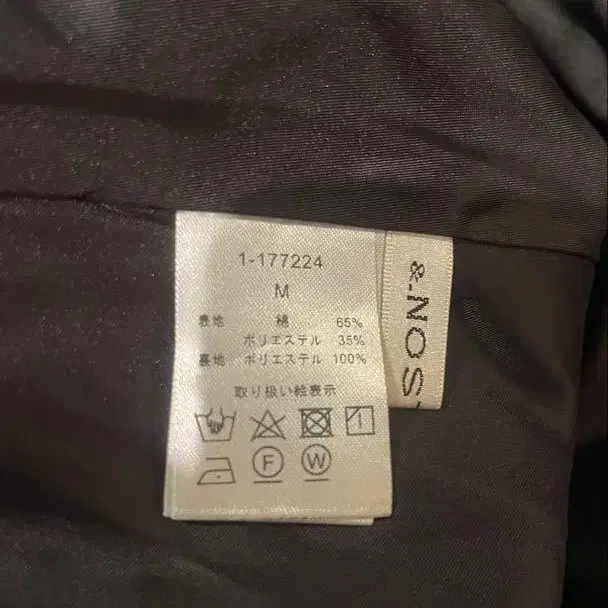 1-177224
M
表地 綿 65%
ポリエステル 35%
裏地 ポリエステル 100%
取り扱い絵表示
F W
&.NOS